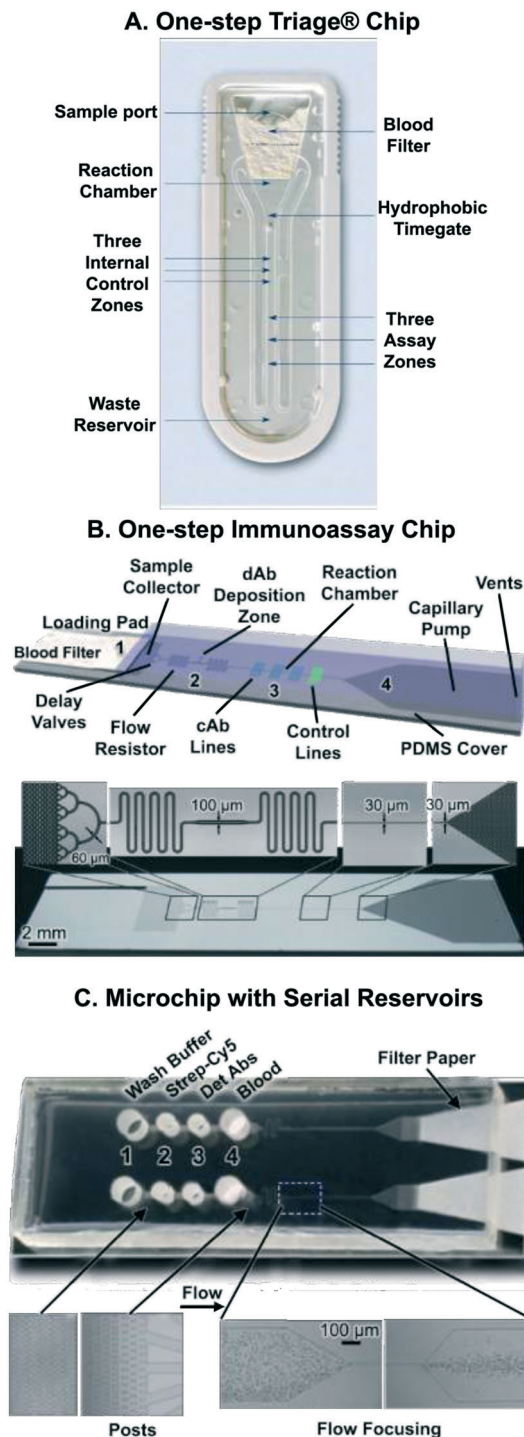 A. One-step Triage® Chip
Sample port
Blood
Filter
Reaction
Chamber
Hydrophobic
Timegate
Three
Internal
Control
Zones
Three
Assay
Zones
Waste
Reservoir
B. One-step Immunoassay Chip
Sample
Collector
dAb
Deposition
Zone
Reaction
Chamber
Vents
Capillary
Pump
Loading Pad
Blood Filter
1
2
3
4
Delay
Valves
Flow
Resistor
cAb
Lines
Control
Lines
PDMS Cover
60 µm
100 µm
30 µm
30 µm
2 mm
C. Microchip with Serial Reservoirs
Wash Buffer
Strep-Cy5
Det Abs
Blood
Filter Paper
1 2 3 4
Flow
100 µm
Posts
Flow Focusing